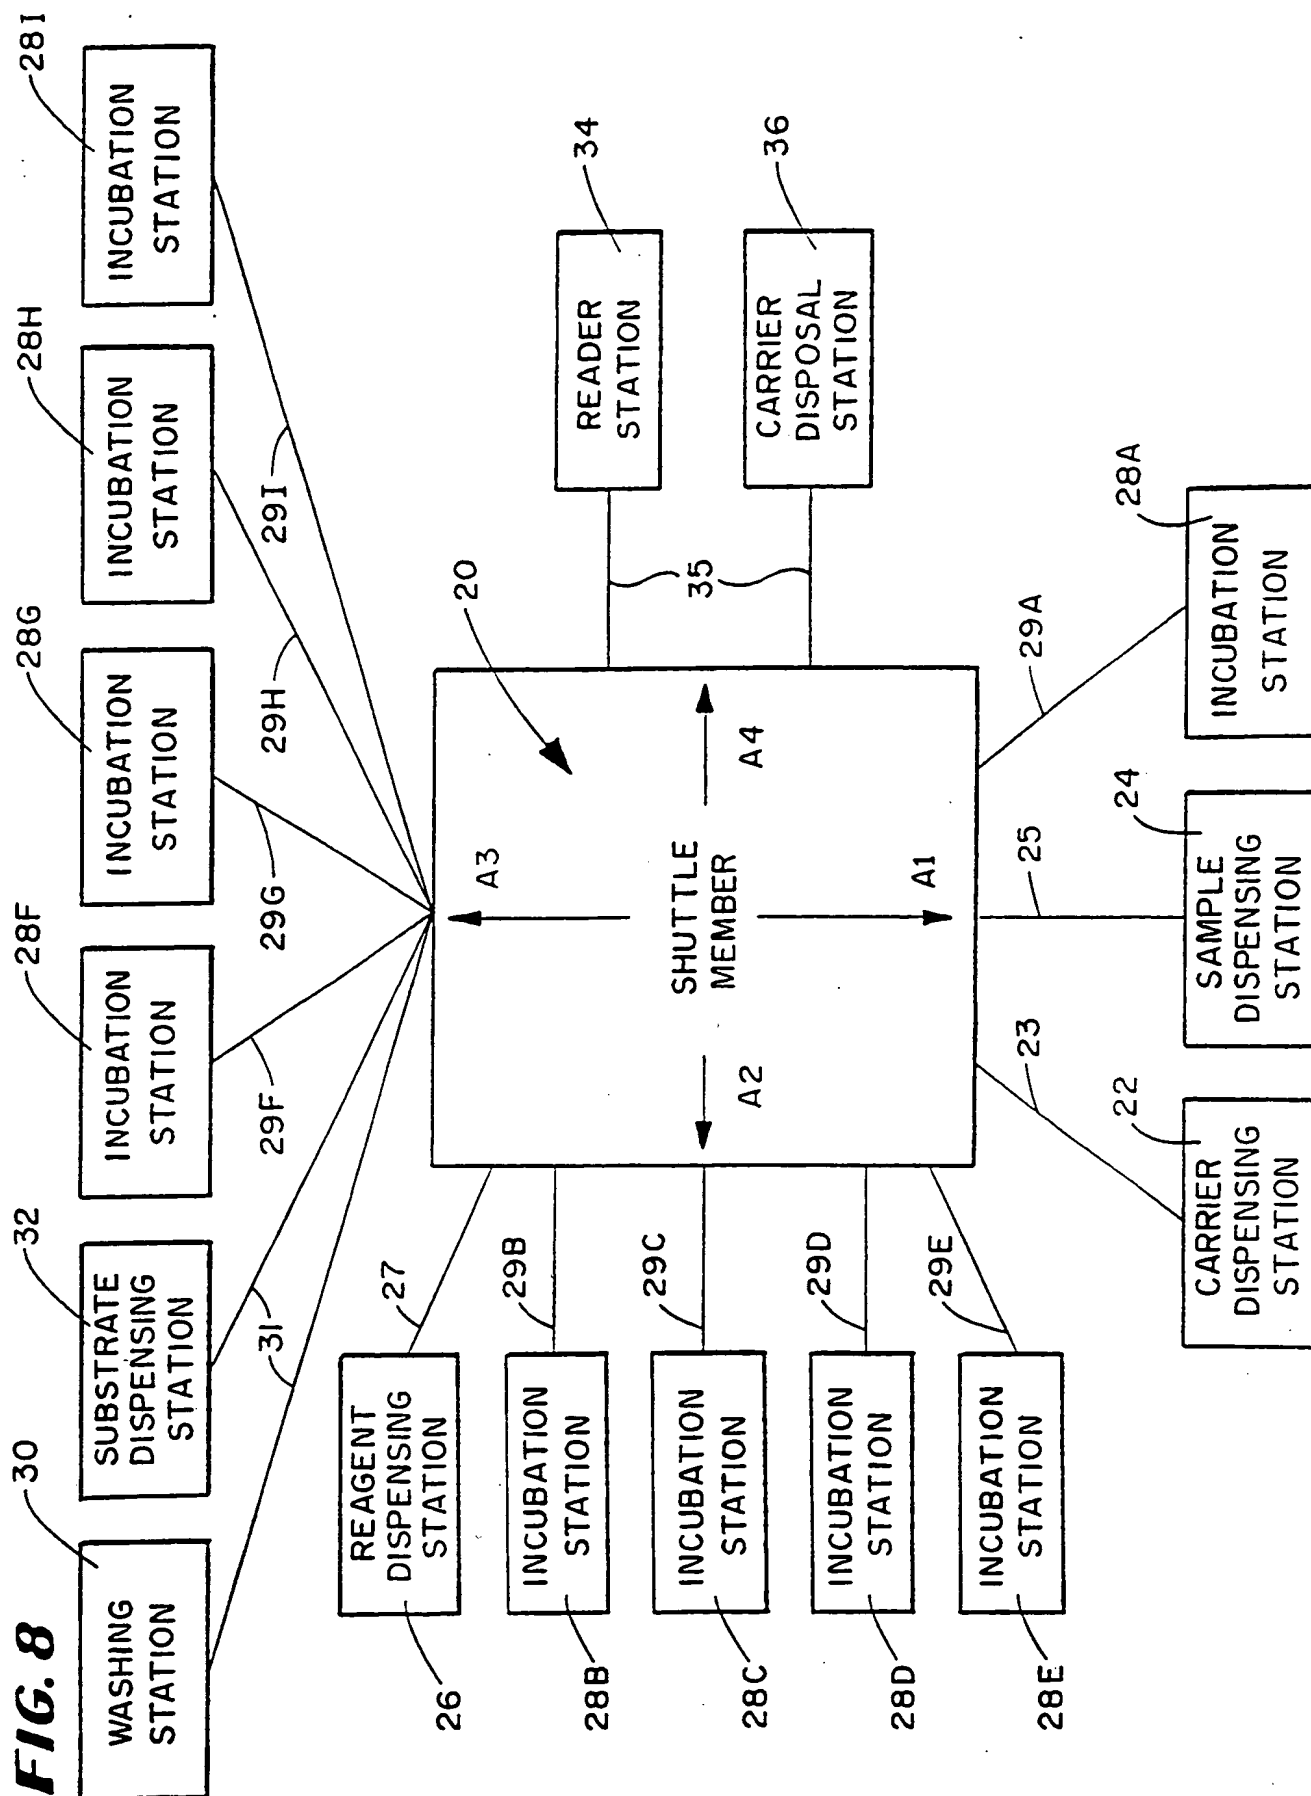 FIG. 8
30
32
28F
28G
28H
28I
WASHING
STATION
SUBSTRATE
DISPENSING
STATION
INCUBATION
STATION
INCUBATION
STATION
INCUBATION
STATION
INCUBATION
STATION
31
29F
29G
29H
29I
26
REAGENT
DISPENSING
STATION
27
28B
INCUBATION
STATION
29B
28C
INCUBATION
STATION
29C
28D
INCUBATION
STATION
29D
28E
INCUBATION
STATION
29E
A3
A2
SHUTTLE
MEMBER
A4
A1
20
READER
STATION
34
35
CARRIER
DISPOSAL
STATION
36
23
25
29A
22
24
28A
CARRIER
DISPENSING
STATION
SAMPLE
DISPENSING
STATION
INCUBATION
STATION